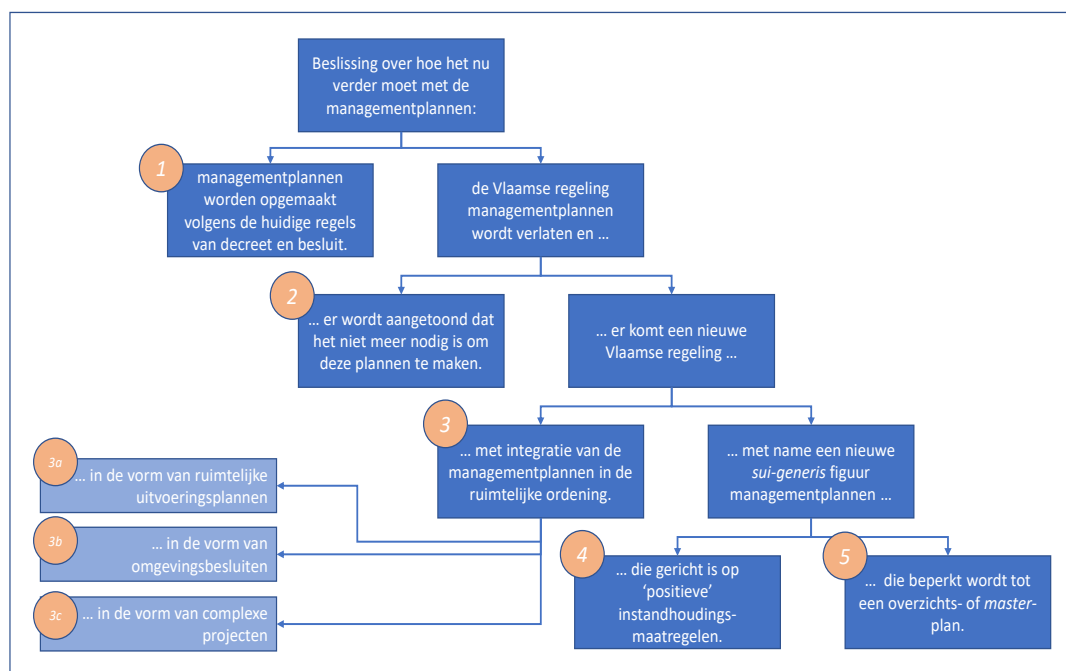 Beslissing over hoe het nu
verder moet met de
managementplannen:
1
managementplannen
worden opgemaakt
volgens de huidige regels
van decreet en besluit.
de Vlaamse regeling
managementplannen
wordt verlaten en ...
2
... er wordt aangetoond dat
het niet meer nodig is om
deze plannen te maken.
... er komt een nieuwe
Vlaamse regeling ...
3
... met integratie van de
managementplannen in de
ruimtelijke ordening.
... met name een nieuwe
sui-generis figuur
managementplannen ...
3a
... in de vorm van ruimtelijke
uitvoeringsplannen
3b
... in de vorm van
omgevingsbesluiten
3c
... in de vorm van complexe
projecten
4
... die gericht is op
‘positieve’
instandhoudings-
maatregelen.
5
... die beperkt wordt tot
een overzichts- of master-
plan.